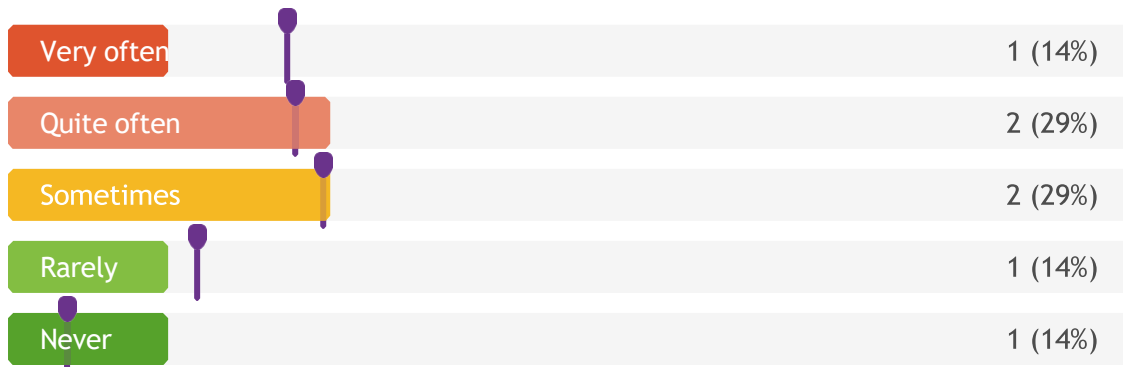 Very often 1 (14%)
Quite often 2 (29%)
Sometimes 2 (29%)
Rarely 1 (14%)
Never 1 (14%)